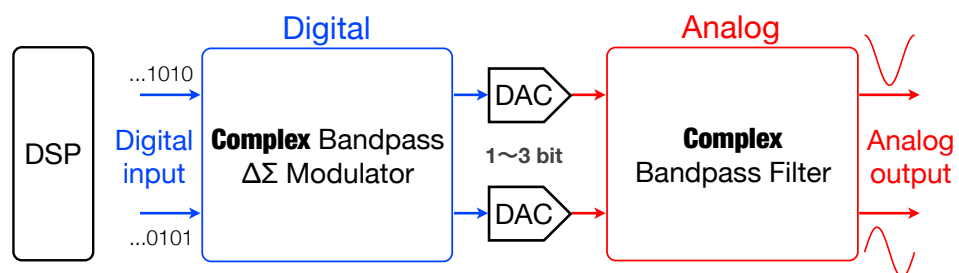 Digital
Analog
...1010
DAC
DSP
Digital
input
Complex Bandpass
ΔΣ Modulator
1～3 bit
Complex
Bandpass Filter
Analog
output
...0101
DAC